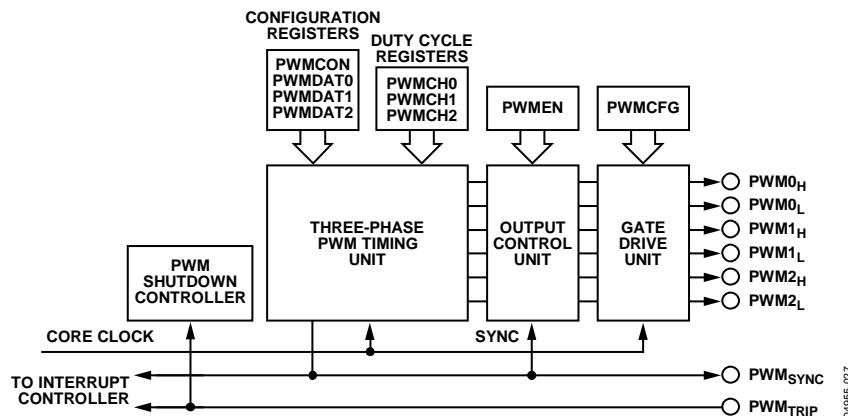 CONFIGURATION
REGISTERS
DUTY CYCLE
REGISTERS
PWMCON
PWMDAT0
PWMDAT1
PWMDAT2
PWMCH0
PWMCH1
PWMCH2
PWMEN
PWMCFG
THREE-PHASE
PWM TIMING
UNIT
OUTPUT
CONTROL
UNIT
GATE
DRIVE
UNIT
PWM0H
PWM0L
PWM1H
PWM1L
PWM2H
PWM2L
PWM
SHUTDOWN
CONTROLLER
CORE CLOCK
SYNC
TO INTERRUPT
CONTROLLER
PWMSYNC
PWMTRIP
04955-027